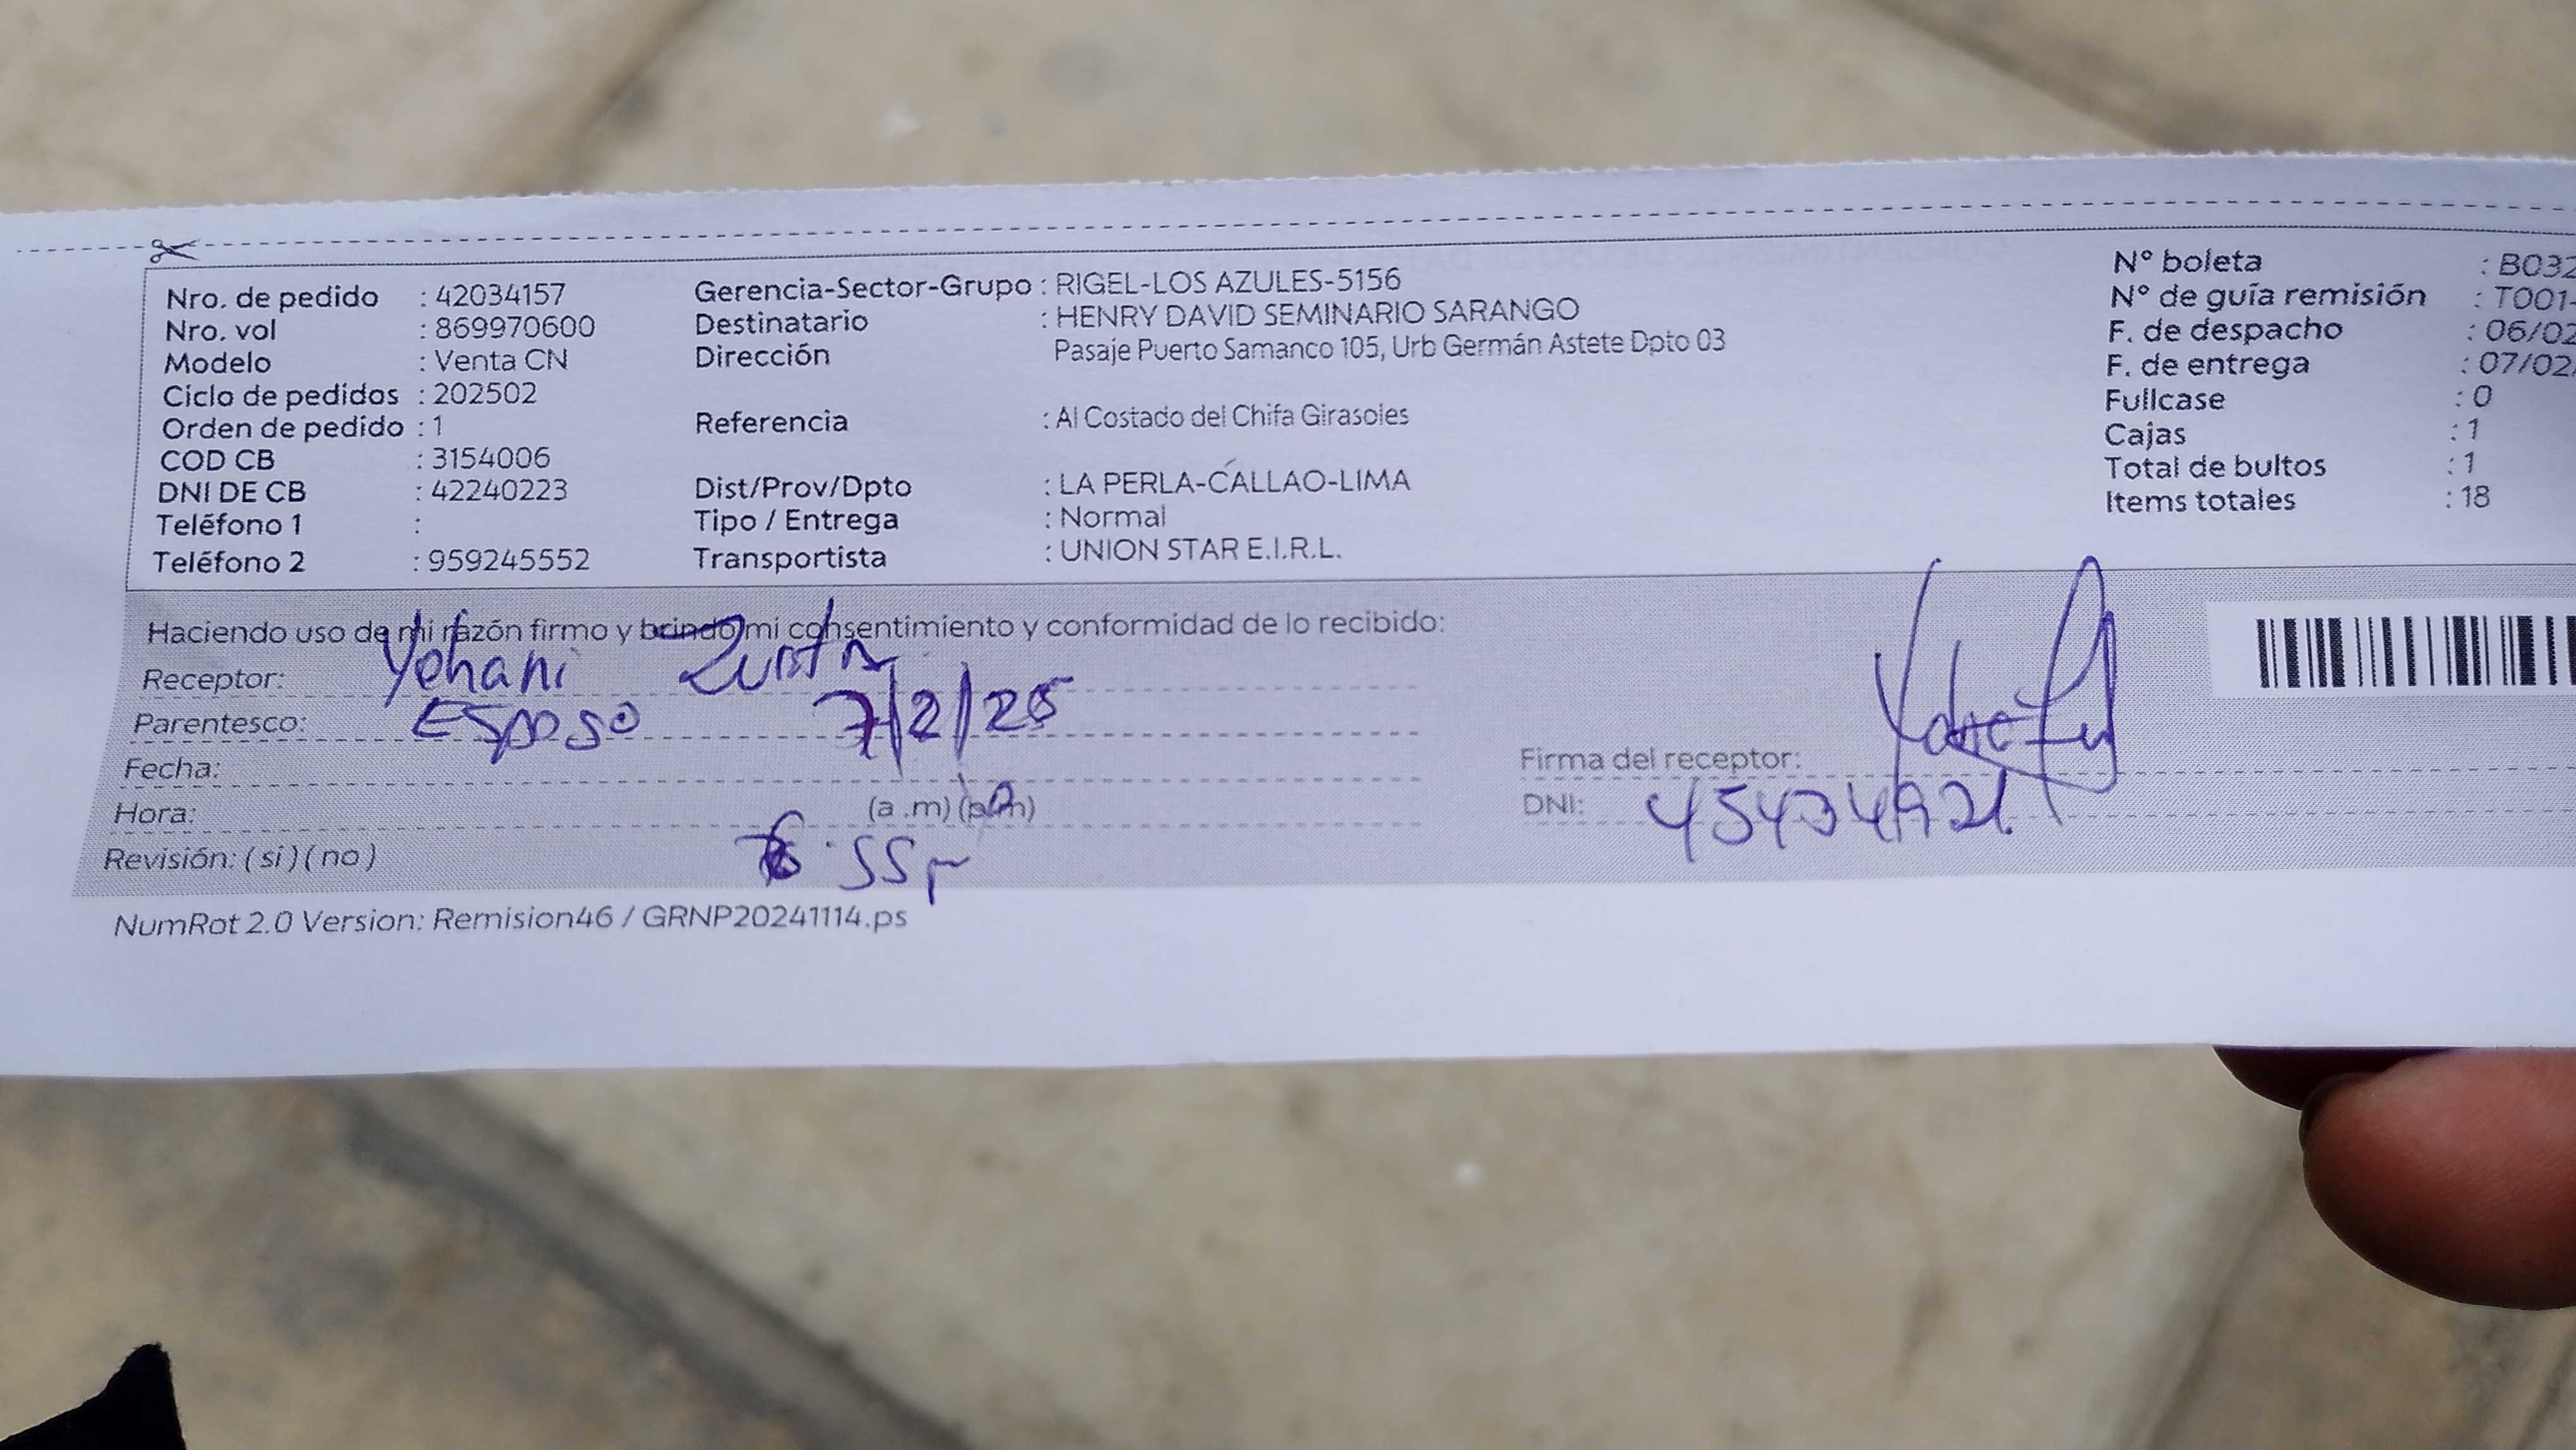 Nro. de pedido : 42034157
Nro. vol : 869970600
Modelo : Venta CN
Ciclo de pedidos : 202502
Orden de pedido : 1
COD CB : 3154006
DNI DE CB : 42240223
Teléfono 1 :
Teléfono 2 : 959245552
Gerencia-Sector-Grupo : RIGEL-LOS AZULES-5156
Destinatario : HENRY DAVID SEMINARIO SARANGO
Dirección Pasaje Puerto Samanco 105, Urb Germán Astete Dpto 03
Referencia : Al Costado del Chifa Girasoles
Dist/Prov/Dpto : LA PERLA-CALLAO-LIMA
Tipo / Entrega : Normal
Transportista : UNION STAR E.I.R.L.
N° boleta : B032
N° de guía remisión : T001-
F. de despacho : 06/02
F. de entrega : 07/02/
Fullcase : 0
Cajas : 1
Total de bultos : 1
Items totales : 18
Haciendo uso de mi razón firmo y brindo mi consentimiento y conformidad de lo recibido:
Receptor: Yohani
Parentesco: Esposo 7/2/25
Fecha:
Hora: (a .m) (p.m)
Revisión: ( si ) ( no )
Firma del receptor:
DNI:
NumRot 2.0 Version: Remision46 / GRNP20241114.ps